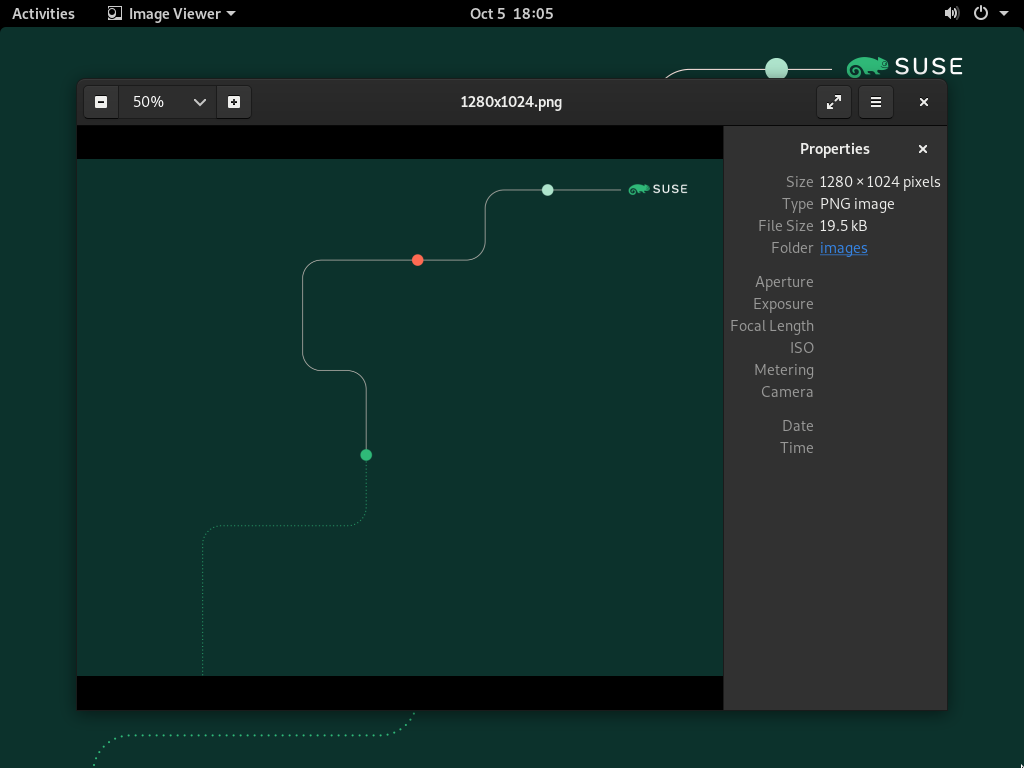 Activities
Image Viewer
Oct 5 18:05
SUSE
50%
1280x1024.png
Properties
Size 1280 × 1024 pixels
Type PNG image
File Size 19.5 kB
Folder images
Aperture
Exposure
Focal Length
ISO
Metering
Camera
Date
Time
SUSE